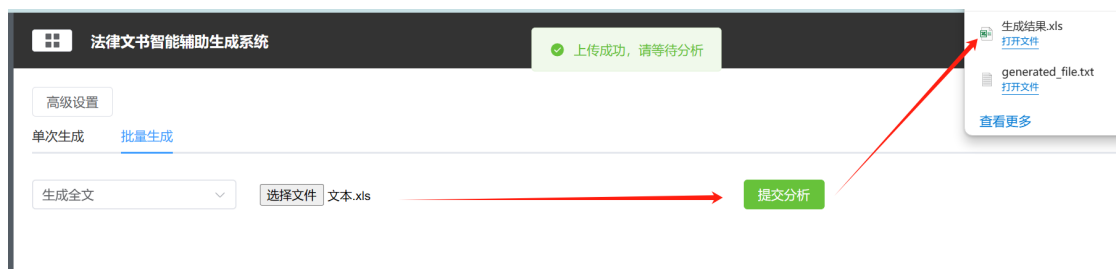 法律文书智能辅助生成系统
上传成功，请等待分析
生成结果.xls
打开文件
generated_file.txt
打开文件
查看更多
高级设置
单次生成 批量生成
生成全文 选择文件 文本.xls 提交分析